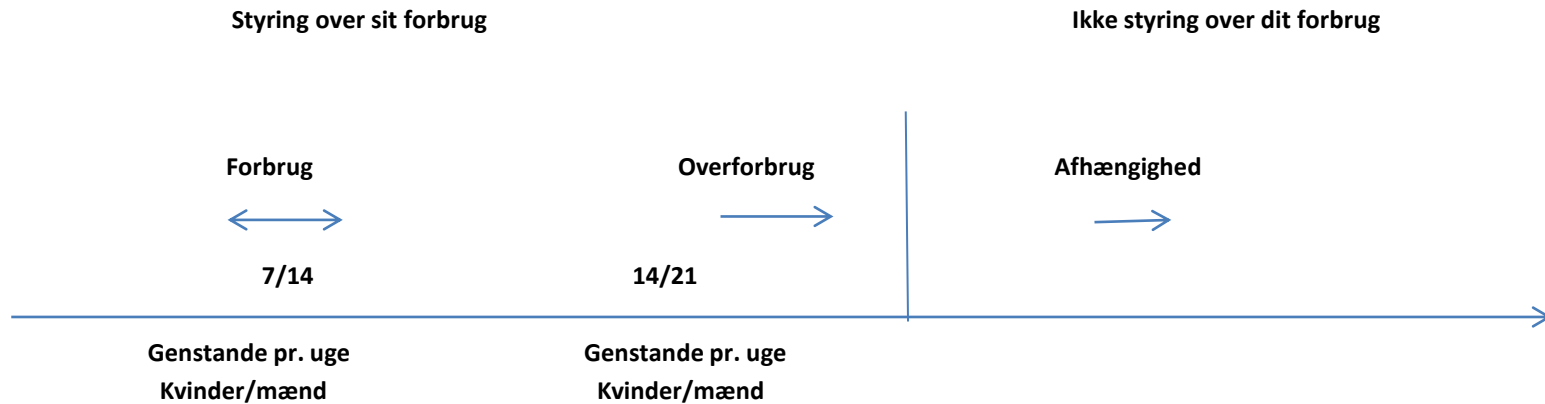 Styring over sit forbrug
Ikke styring over dit forbrug
Forbrug
Overforbrug
Afhængighed
7/14
14/21
Genstande pr. uge
Kvinder/mænd
Genstande pr. uge
Kvinder/mænd